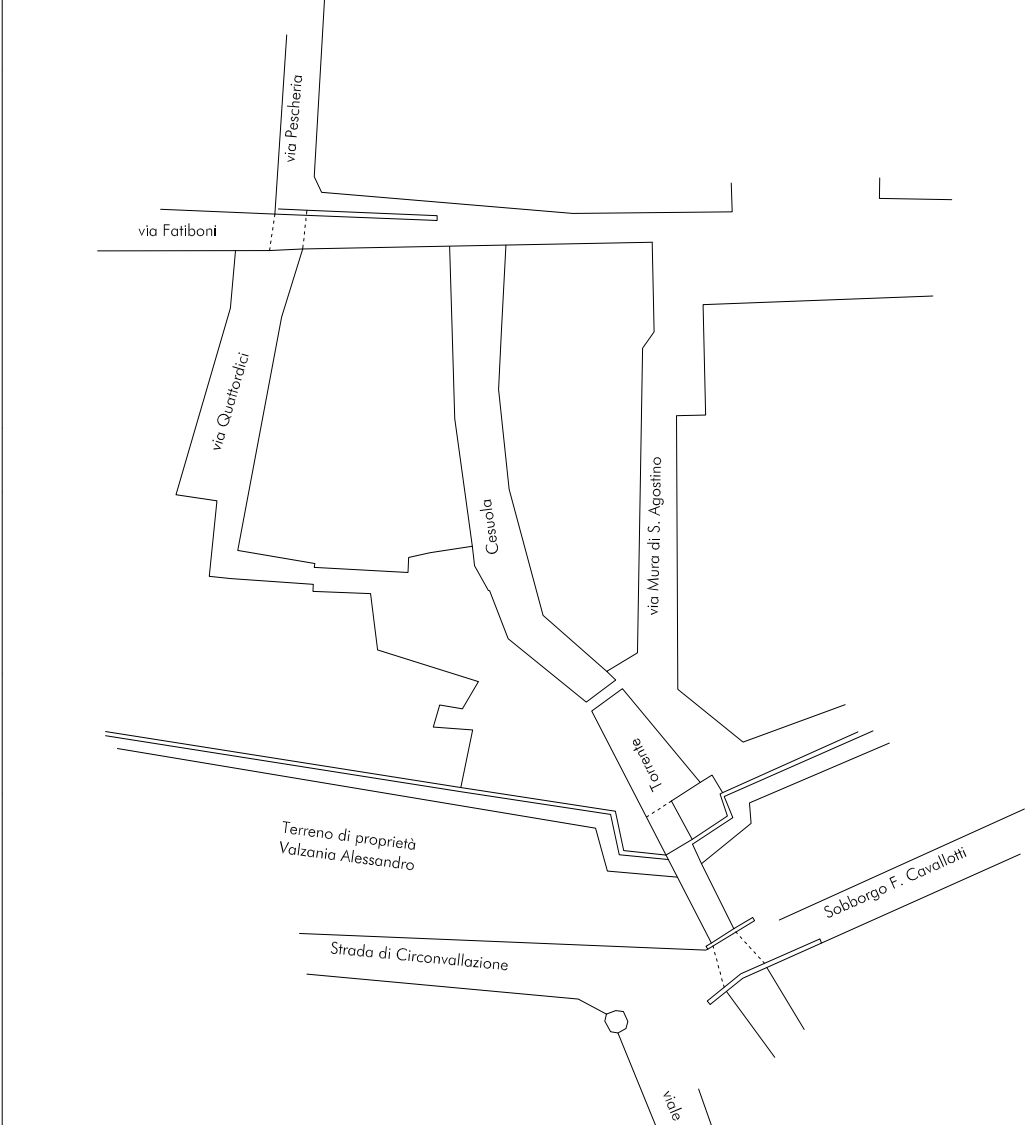 via Pescheria
via Fatiboni
via Quattordici
Cesuola
via Mura di S. Agostino
Torrente
Terreno di proprietà
Valzania Alessandro
Sobborgo F. Cavallotti
Strada di Circonvallazione
viale